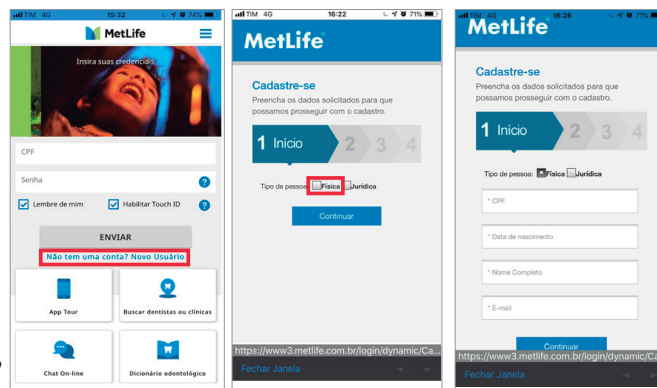 TIM 4G 15:32 74%
MetLife
Insira suas credenciais
CPF
Senha
?
Lembre de mim
Habilitar Touch ID
?
ENVIAR
Não tem uma conta? Novo Usuário
App Tour
Buscar dentistas ou clínicas
Chat On-line
Dicionário odontológico
TIM 4G 16:22 71%
MetLife
Cadastre-se
Preencha os dados solicitados para que
possamos prosseguir com o cadastro.
1 Início 2 3 4
Tipo de pessoa: Física Jurídica
Continuar
https://www3.metlife.com.br/login/dynamic/Ca...
Fechar Janela
TIM 4G 16:26 71%
MetLife
Cadastre-se
Preencha os dados solicitados para que
possamos prosseguir com o cadastro.
1 Início 2 3 4
Tipo de pessoa: Física Jurídica
* CPF
* Data de nascimento
* Nome Completo
* E-mail
Continuar
https://www3.metlife.com.br/login/dynamic/Ca
Fechar Janela